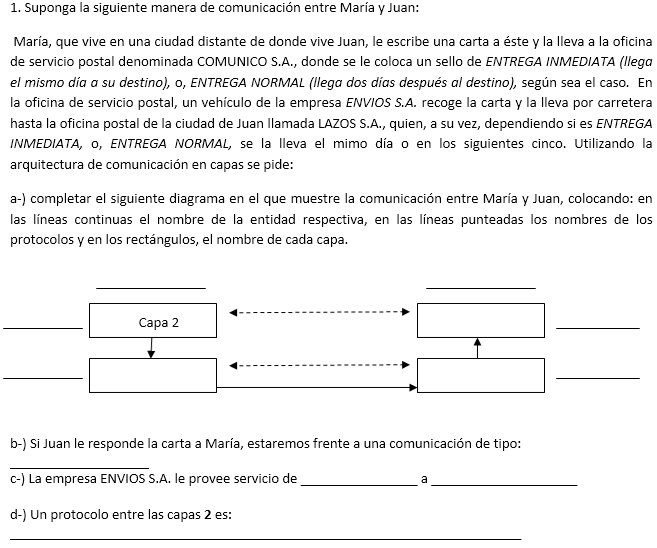 1. Suponga la siguiente manera de comunicación entre María y Juan:
María, que vive en una ciudad distante de donde vive Juan, le escribe una carta a éste y la lleva a la oficina
de servicio postal denominada COMUNICO S.A., donde se le coloca un sello de ENTREGA INMEDIATA (llega
el mismo día a su destino), o, ENTREGA NORMAL (llega dos días después al destino), según sea el caso. En
la oficina de servicio postal, un vehículo de la empresa ENVIOS S.A. recoge la carta y la lleva por carretera
hasta la oficina postal de la ciudad de Juan llamada LAZOS S.A., quien, a su vez, dependiendo si es ENTREGA
INMEDIATA, o, ENTREGA NORMAL, se la lleva el mimo día o en los siguientes cinco. Utilizando la
arquitectura de comunicación en capas se pide:
a-) completar el siguiente diagrama en el que muestre la comunicación entre María y Juan, colocando: en
las líneas continuas el nombre de la entidad respectiva, en las líneas punteadas los nombres de los
protocolos y en los rectángulos, el nombre de cada capa.
Capa 2
b-) Si Juan le responde la carta a María, estaremos frente a una comunicación de tipo:
c-) La empresa ENVIOS S.A. le provee servicio de _________________ a _____________________
d-) Un protocolo entre las capas 2 es: